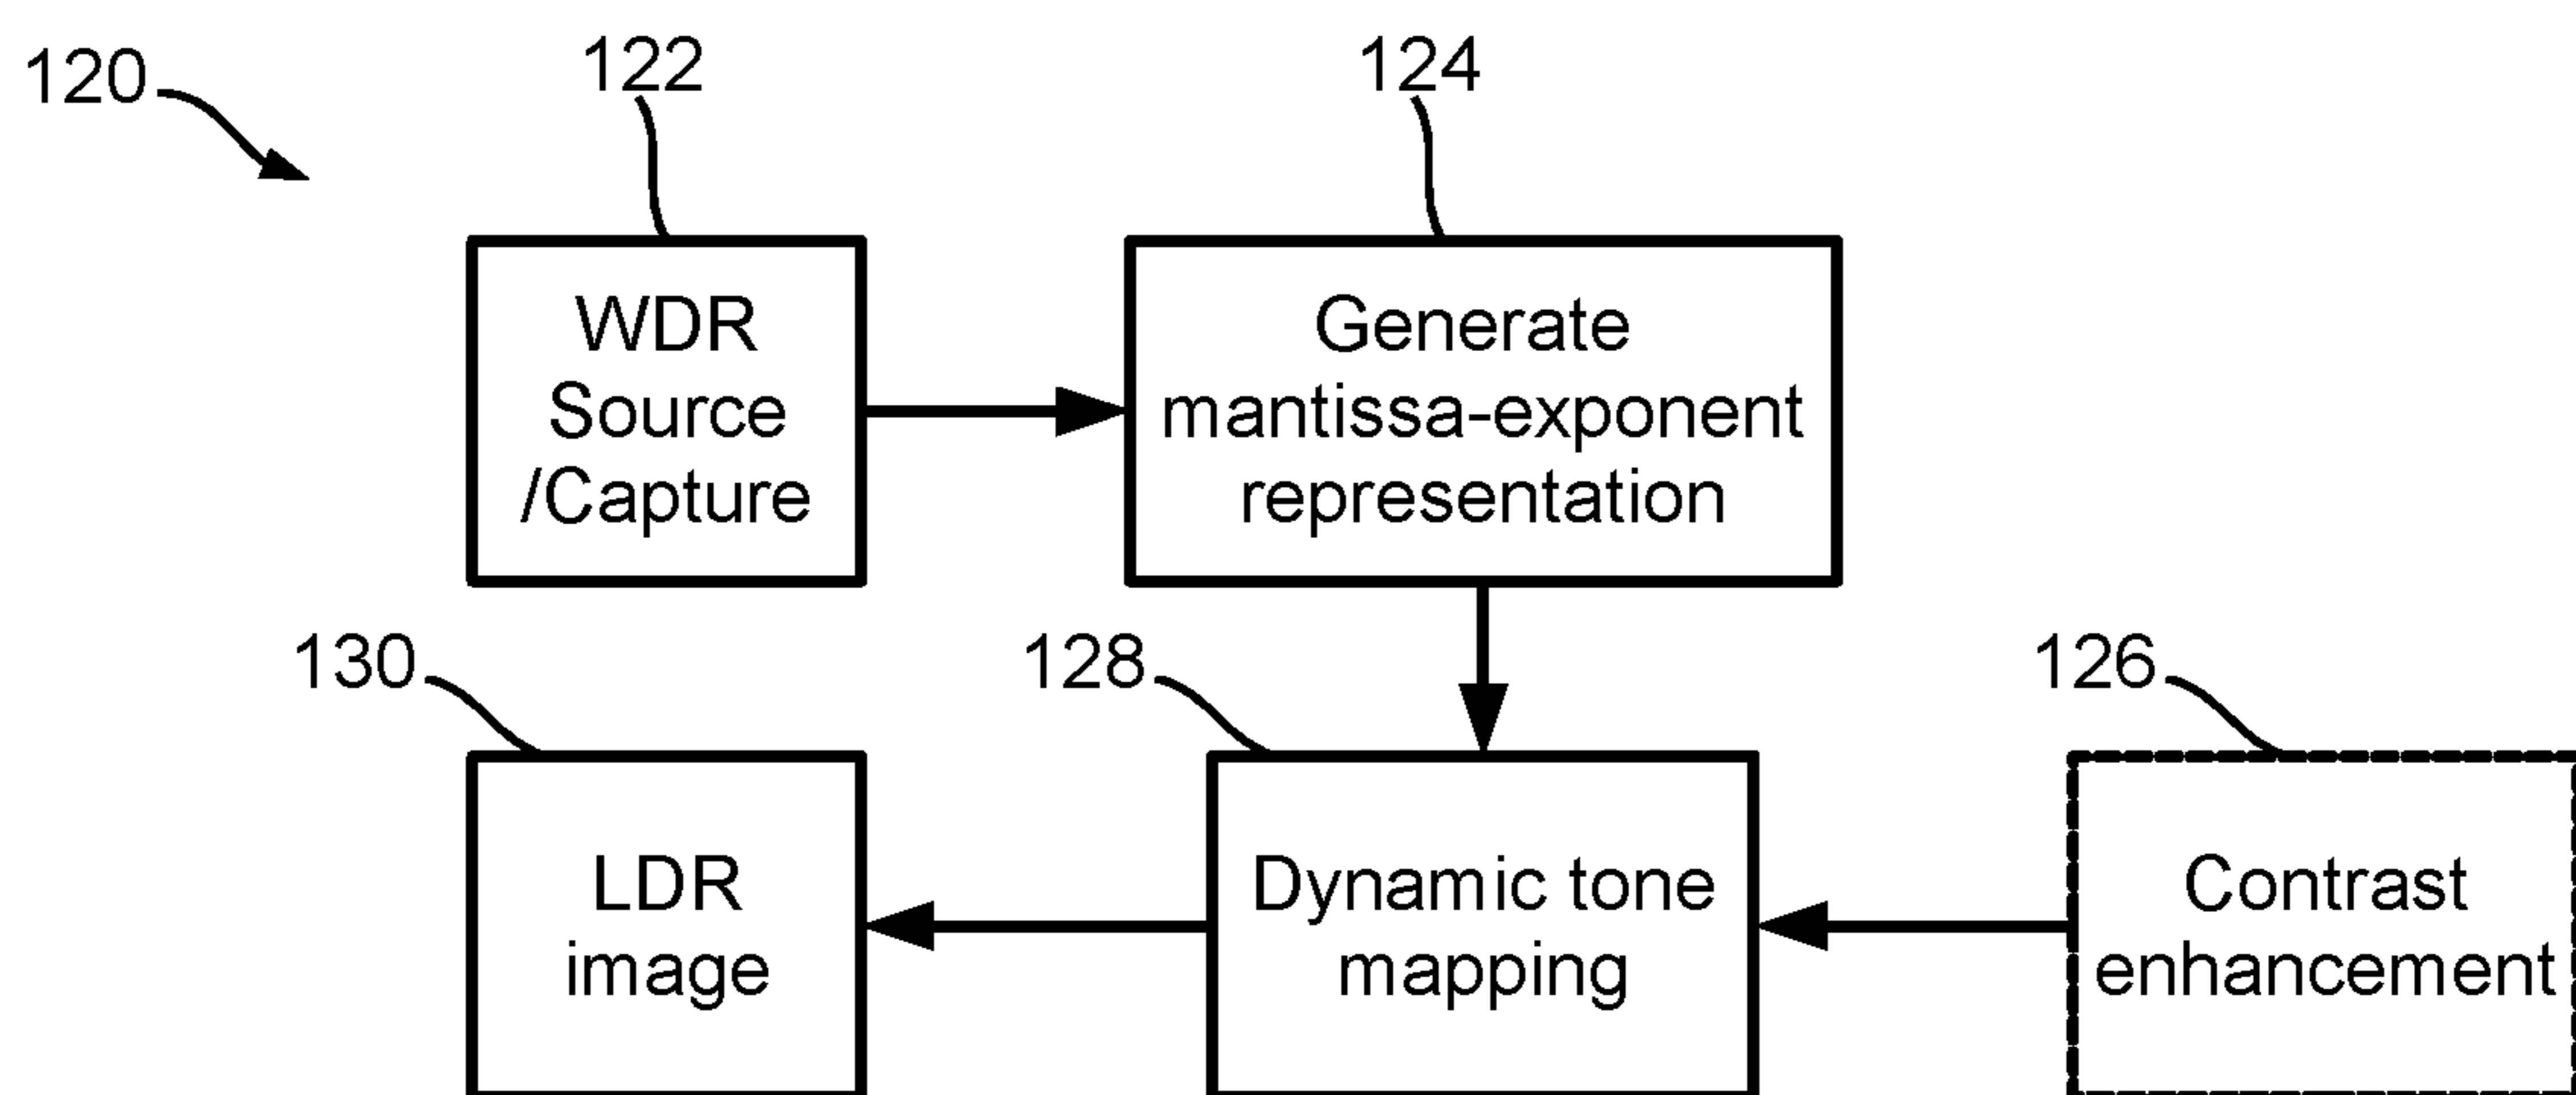 120
122
124
WDR
Source
/Capture
Generate
mantissa-exponent
representation
130
128
126
LDR
image
Dynamic tone
mapping
Contrast
enhancement